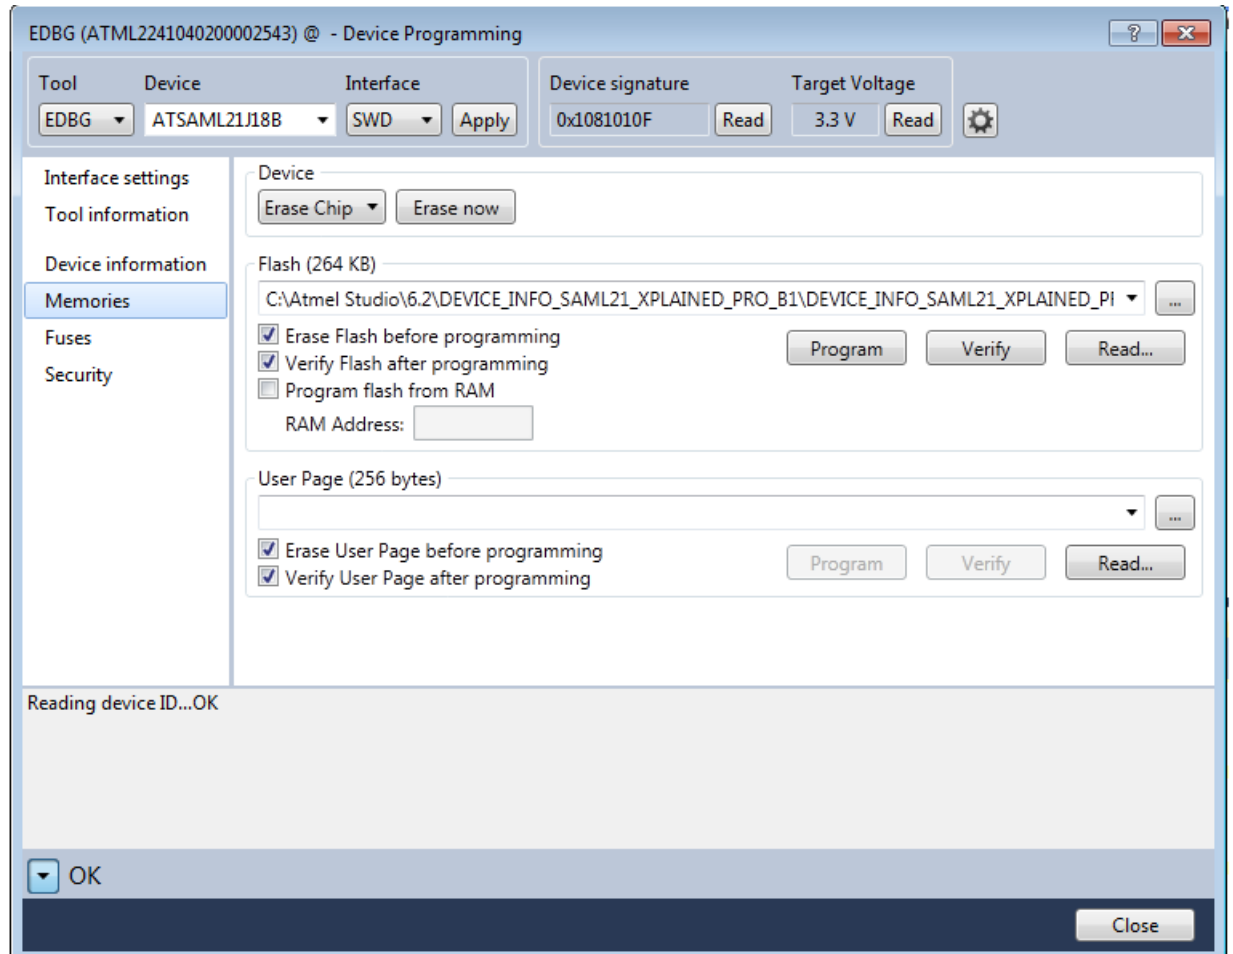 EDBG (ATML2241040200002543) @  - Device Programming
Tool Device Interface Device signature Target Voltage
EDBG ATSAML21J18B SWD Apply 0x1081010F Read 3.3 V Read
Interface settings
Tool information
Device information
Memories
Fuses
Security
Device
Erase Chip Erase now
Flash (264 KB)
C:\Atmel Studio\6.2\DEVICE_INFO_SAML21_XPLAINED_PRO_B1\DEVICE_INFO_SAML21_XPLAINED_P ...
Erase Flash before programming
Verify Flash after programming
Program Verify Read...
Program flash from RAM
RAM Address:
User Page (256 bytes)
...
Erase User Page before programming
Verify User Page after programming
Program Verify Read...
Reading device ID...OK
OK
Close